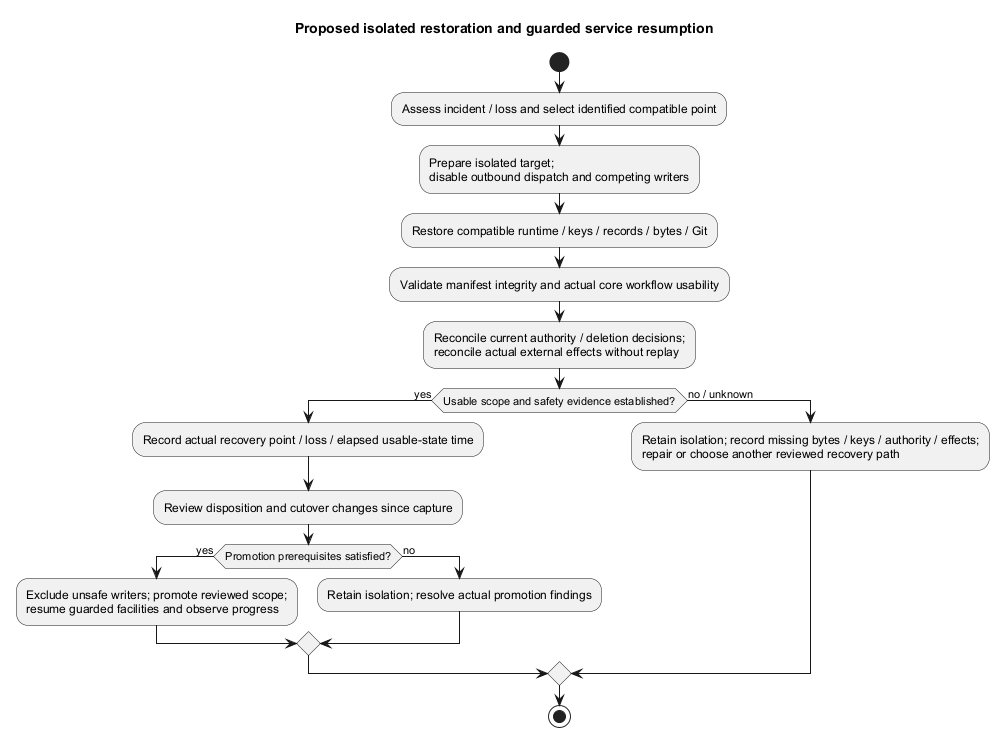 Proposed isolated restoration and guarded service resumption
Assess incident / loss and select identified compatible point
Prepare isolated target;
disable outbound dispatch and competing writers
Restore compatible runtime / keys / records / bytes / Git
Validate manifest integrity and actual core workflow usability
Reconcile current authority / deletion decisions;
reconcile actual external effects without replay
Usable scope and safety evidence established?
yes
no / unknown
Record actual recovery point / loss / elapsed usable-state time
Retain isolation; record missing bytes / keys / authority / effects;
repair or choose another reviewed recovery path
Review disposition and cutover changes since capture
Promotion prerequisites satisfied?
yes
no
Exclude unsafe writers; promote reviewed scope;
resume guarded facilities and observe progress
Retain isolation; resolve actual promotion findings